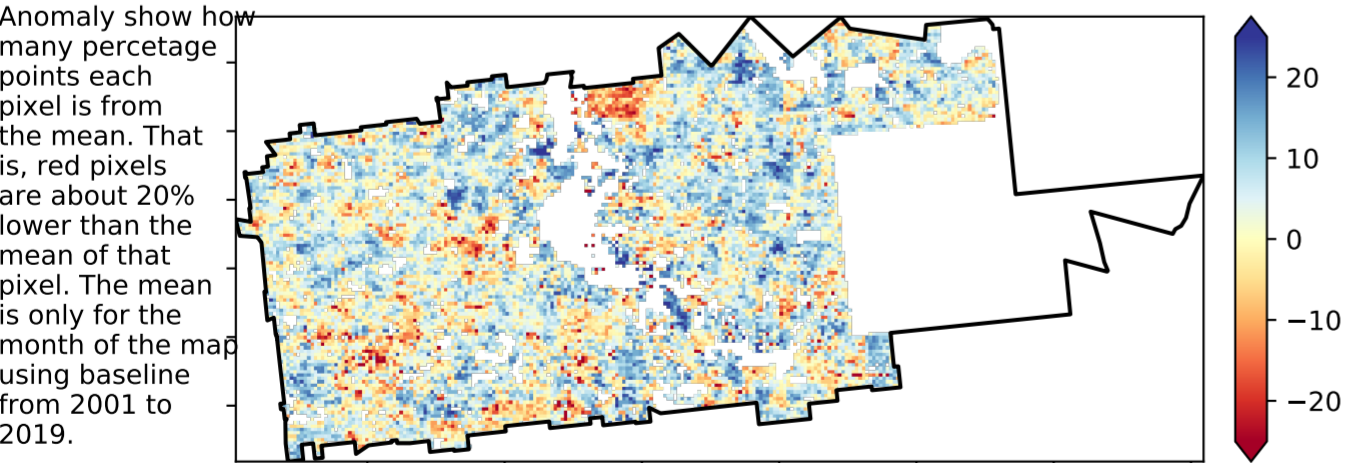 Anomaly show how
many percetage
points each
pixel is from
the mean. That
is, red pixels
are about 20%
lower than the
mean of that
pixel. The mean
is only for the
month of the map
using baseline
from 2001 to
2019.
20
10
0
−10
−20